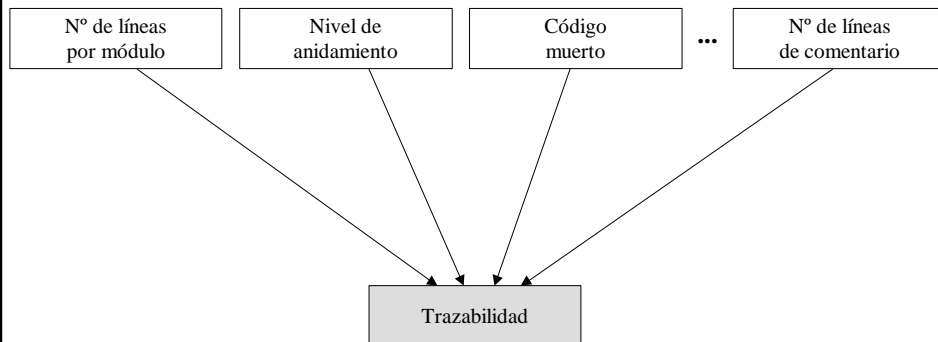 Nº de líneas
por módulo
Nivel de
anidamiento
Código
muerto
...
Nº de líneas
de comentario
Trazabilidad